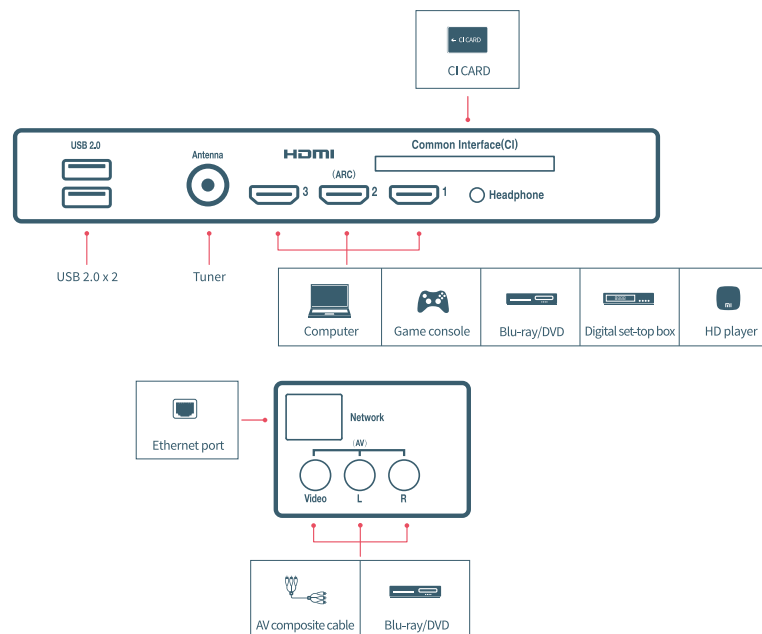 ← CI CARD
CI CARD
USB 2.0
Antenna
HDMI
(ARC)
3
2
1
Common Interface(CI)
Headphone
USB 2.0 x 2
Tuner
Computer
Game console
Blu-ray/DVD
Digital set-top box
mi
HD player
Ethernet port
Network
(AV)
Video
L
R
AV composite cable
Blu-ray/DVD